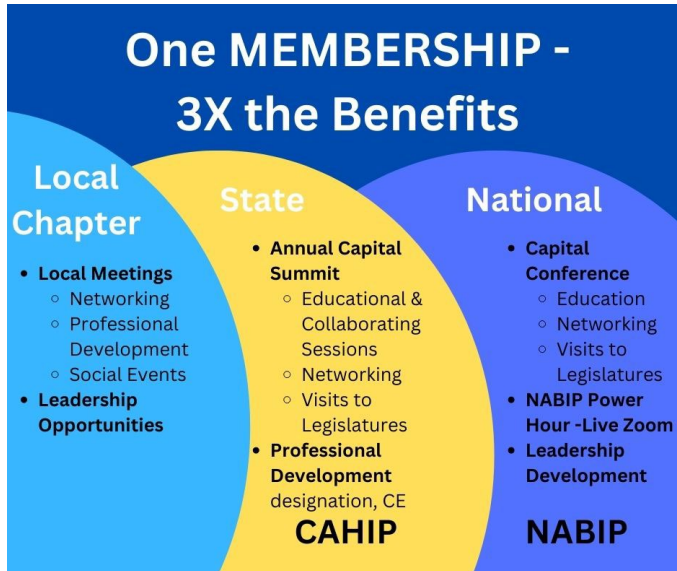 One MEMBERSHIP -
3X the Benefits
Local
Chapter
• Local Meetings
◦ Networking
◦ Professional
Development
◦ Social Events
• Leadership
Opportunities
State
• Annual Capital
Summit
◦ Educational &
Collaborating
Sessions
◦ Networking
◦ Visits to
Legislatures
• Professional
Development
designation, CE
CAHIP
National
• Capital
Conference
◦ Education
◦ Networking
◦ Visits to
Legislatures
• NABIP Power
Hour -Live Zoom
• Leadership
Development
NABIP